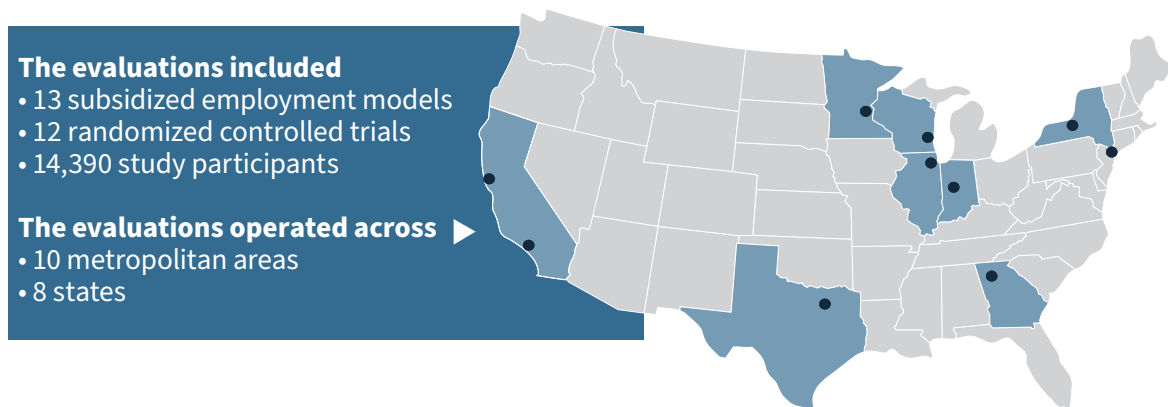 The evaluations included
• 13 subsidized employment models
• 12 randomized controlled trials
• 14,390 study participants
The evaluations operated across
• 10 metropolitan areas
• 8 states